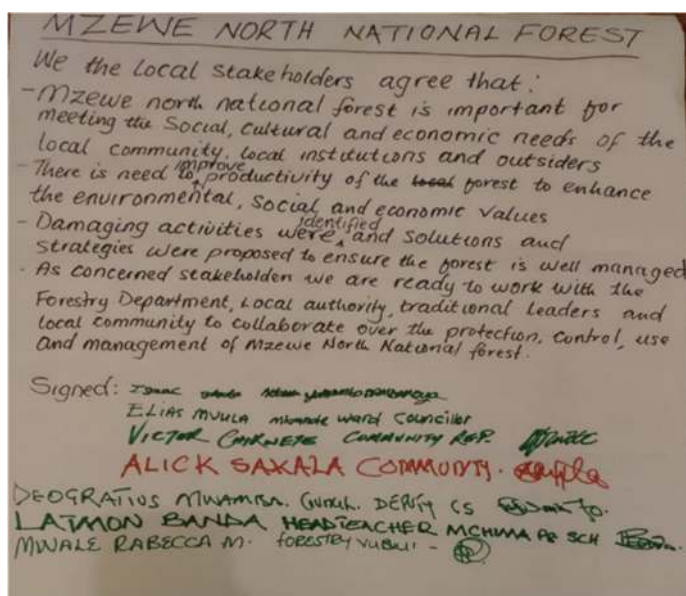 MZEWE NORTH NATIONAL FOREST
We the local stakeholders agree that:
- Mzewe north national forest is important for
meeting the Social, cultural and economic needs of the
local community, local institutions and outsiders
- There is need to improve productivity of the local forest to enhance
the environmental, social and economic values
- Damaging activities were identified and solutions and
strategies were proposed to ensure the forest is well managed
- As concerned stakeholders we are ready to work with the
Forestry Department, Local authority, traditional leaders and
local community to collaborate over the protection, control, use
and management of Mzewe North National forest.
Signed: Isaac
ELIAS MVULA ward councillor
VICTOR COMMUNITY REP.
ALICK SAKALA COMMUNITY.
DEOGRATIUS DEPUTY CS
LAIMON BANDA HEADTEACHER MCHIMA SCH
MWALE RABECCA M. FORESTRY